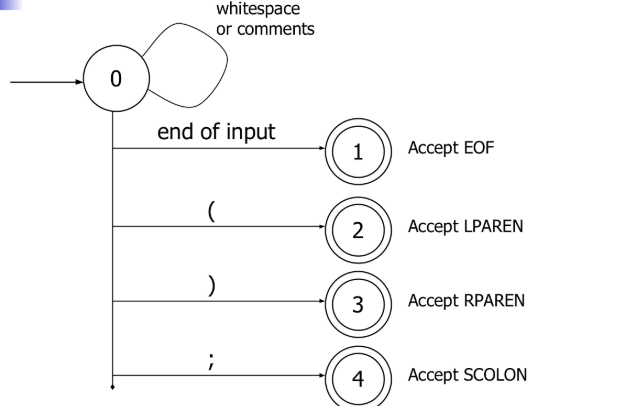 whitespace
or comments
0
end of input
1
Accept EOF
(
2
Accept LPAREN
)
3
Accept RPAREN
;
4
Accept SCOLON